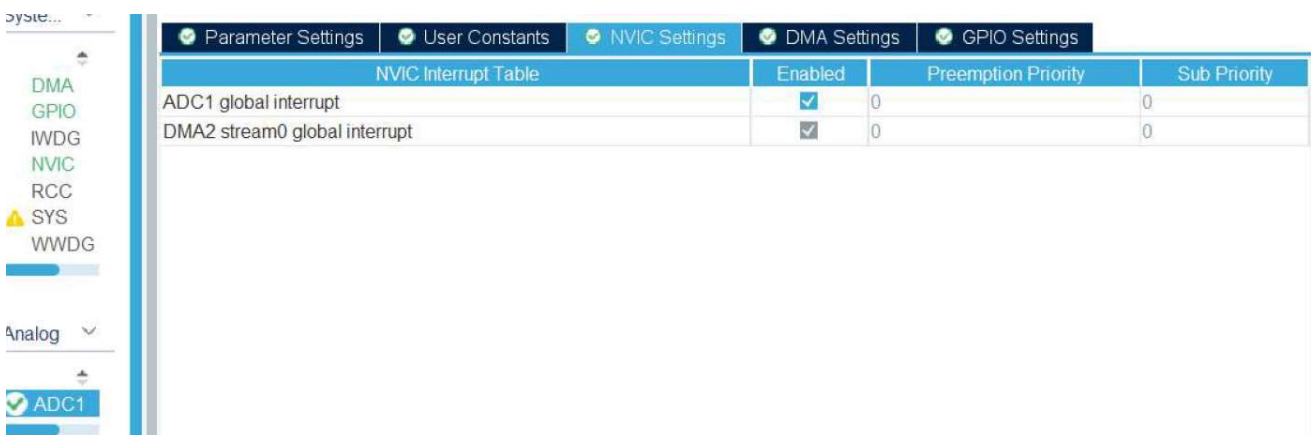 Syste...
DMA
GPIO
IWDG
NVIC
RCC
SYS
WWDG
Analog
ADC1
Parameter Settings User Constants NVIC Settings DMA Settings GPIO Settings
NVIC Interrupt Table Enabled Preemption Priority Sub Priority
ADC1 global interrupt 0 0
DMA2 stream0 global interrupt 0 0